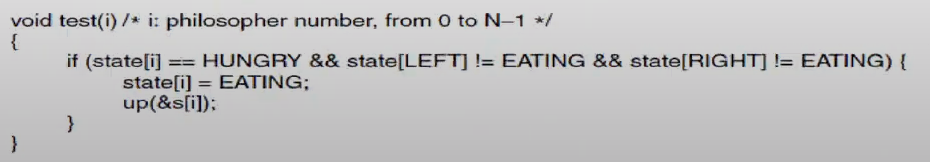 void test(i) /* i: philosopher number, from 0 to N–1 */
{
if (state[i] == HUNGRY && state[LEFT] != EATING && state[RIGHT] != EATING) {
state[i] = EATING;
up(&s[i]);
}
}